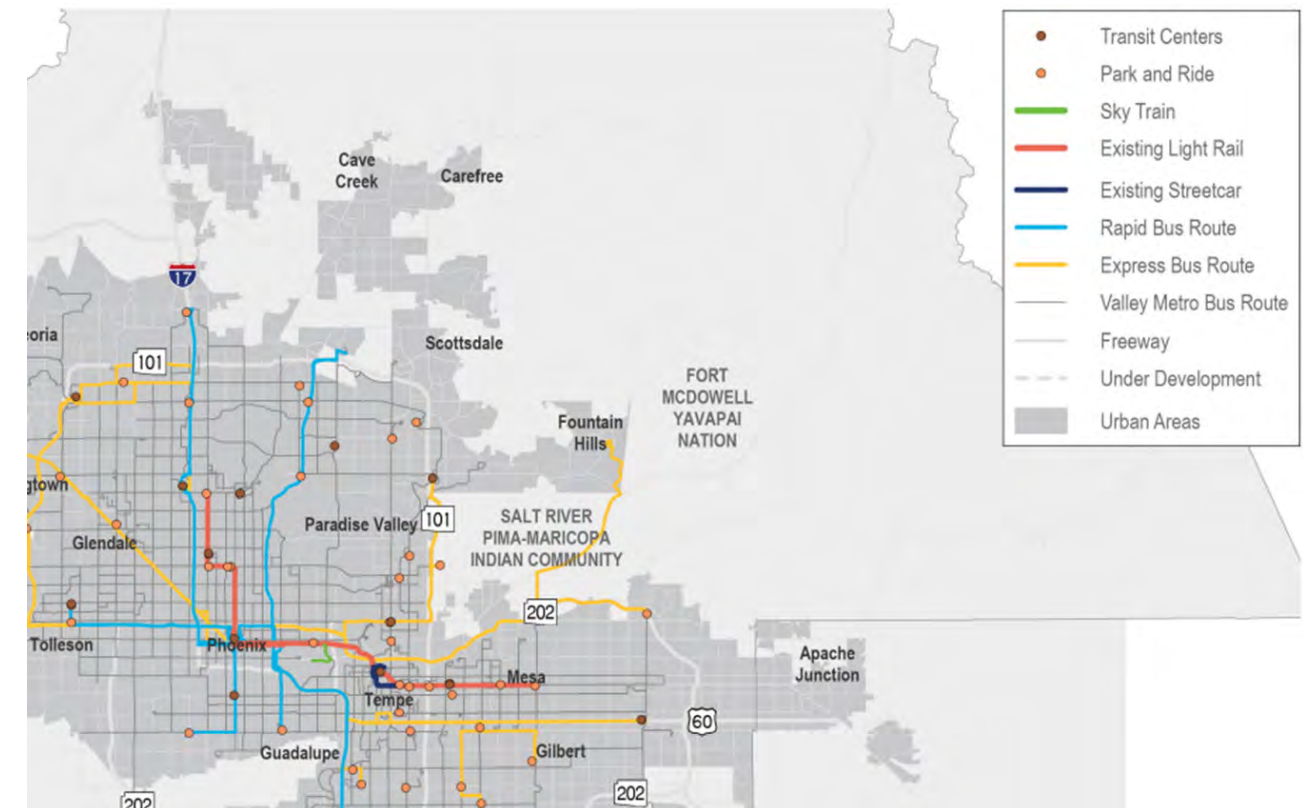 Transit Centers
Park and Ride
Sky Train
Existing Light Rail
Existing Streetcar
Rapid Bus Route
Express Bus Route
Valley Metro Bus Route
Freeway
Under Development
Urban Areas
Cave
Creek
Carefree
17
eoria
101
Scottsdale
FORT
MCDOWELL
YAVAPAI
NATION
Fountain
Hills
gtown
Paradise Valley
101
SALT RIVER
PIMA-MARICOPA
INDIAN COMMUNITY
Glendale
202
Tolleson
Phoenix
Apache
Junction
Mesa
Tempe
60
Guadalupe
Gilbert
202
202